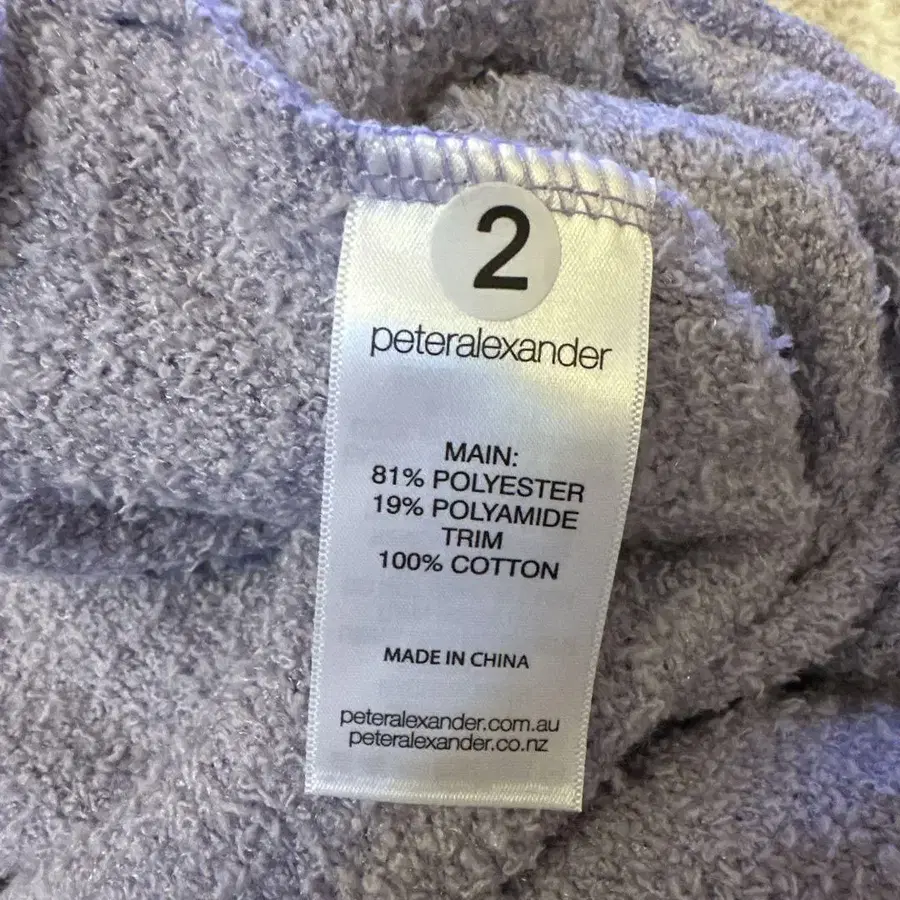 2
peteralexander
MAIN:
81% POLYESTER
19% POLYAMIDE
TRIM
100% COTTON
MADE IN CHINA
peteralexander.com.au
peteralexander.co.nz